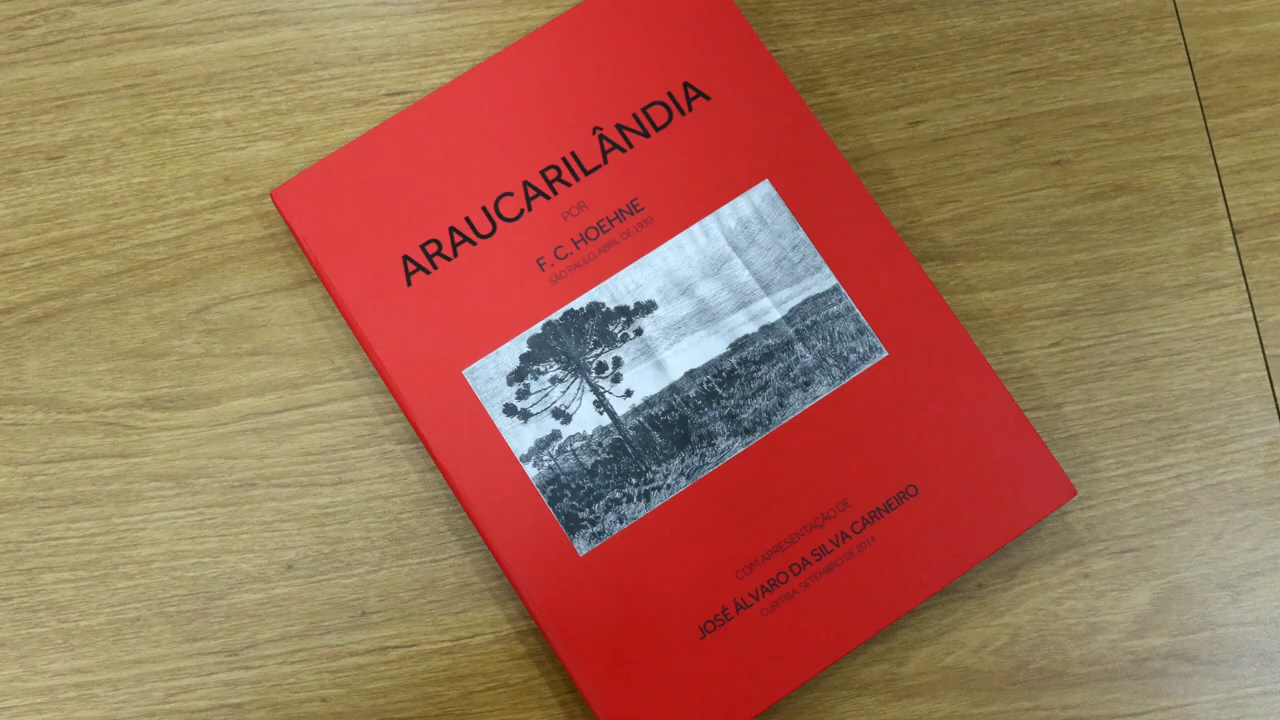 ARAUCARILÂNDIA
POR
F. C. HOEHNE
SÃO PAULO, ABRIL DE 1930
COM APRESENTAÇÃO DE
JOSÉ ÁLVARO DA SILVA CARNEIRO
CURITIBA, SETEMBRO DE 2014